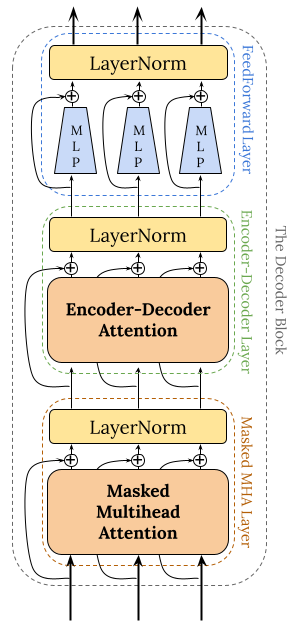 LayerNorm
M
L
P
M
L
P
M
L
P
FeedForward Layer
LayerNorm
Encoder-Decoder
Attention
Encoder-Decoder Layer
The Decoder Block
LayerNorm
Masked
Multihead
Attention
Masked MHA Layer